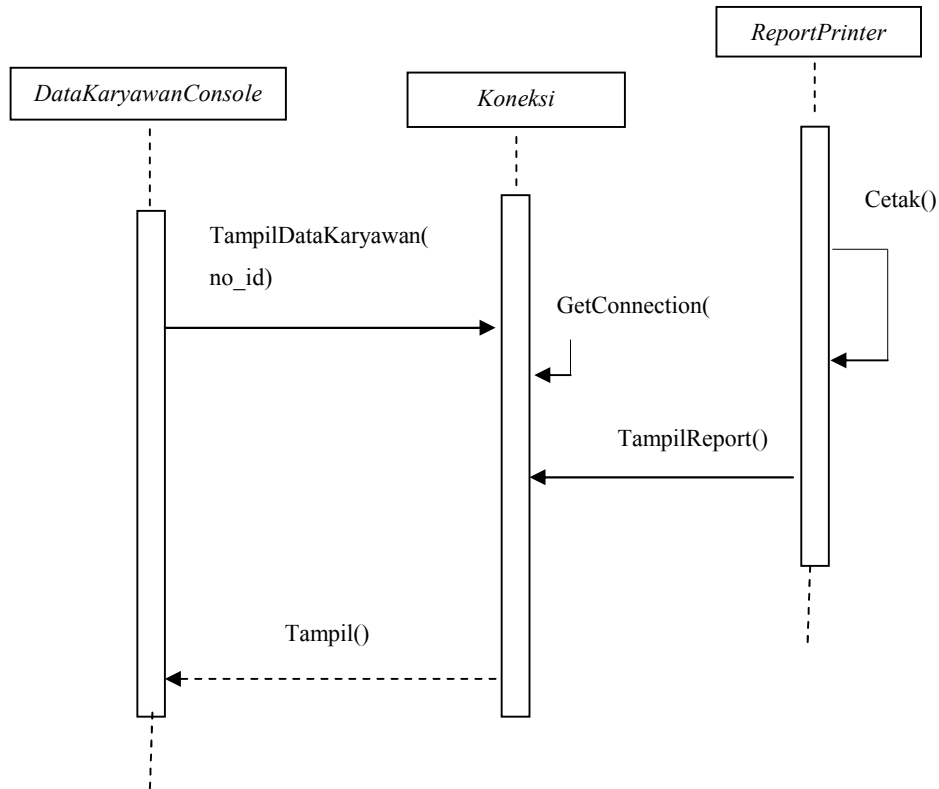 ReportPrinter
DataKaryawanConsole
Koneksi
Cetak()
TampilDataKaryawan(
no_id)
GetConnection(
TampilReport()
Tampil()